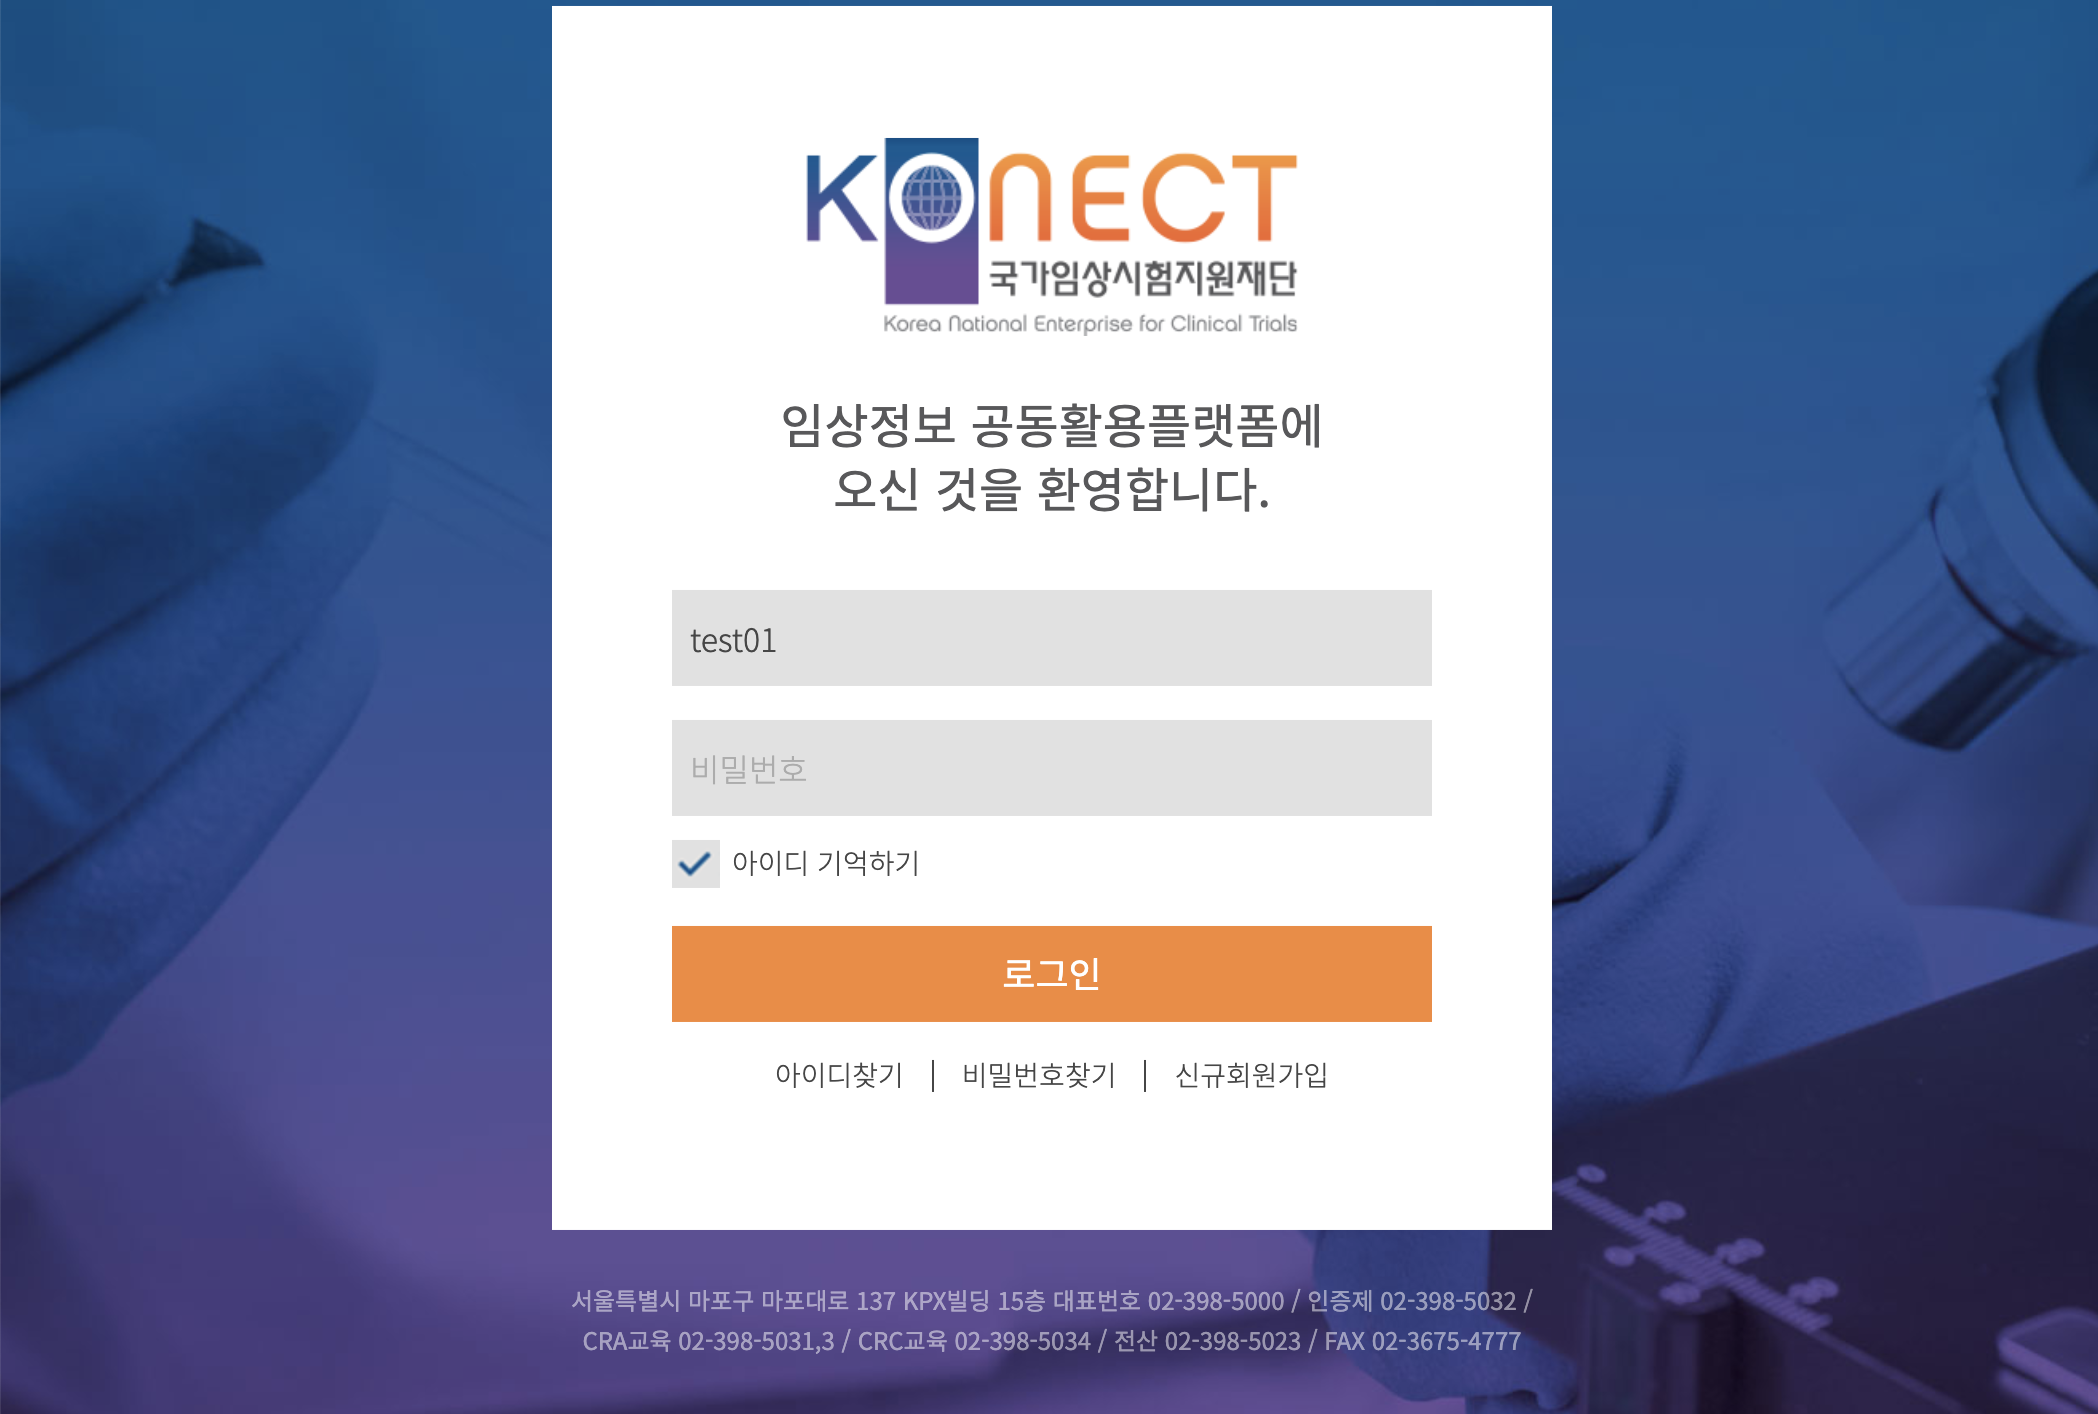 KONECT
국가임상시험지원재단
Korea National Enterprise for Clinical Trials
임상정보 공동활용플랫폼에
오신 것을 환영합니다.
test01
비밀번호
아이디 기억하기
로그인
아이디찾기 | 비밀번호찾기 | 신규회원가입
서울특별시 마포구 마포대로 137 KPX빌딩 15층 대표번호 02-398-5000 / 인증제 02-398-5032 /
CRA교육 02-398-5031,3 / CRC교육 02-398-5034 / 전산 02-398-5023 / FAX 02-3675-4777